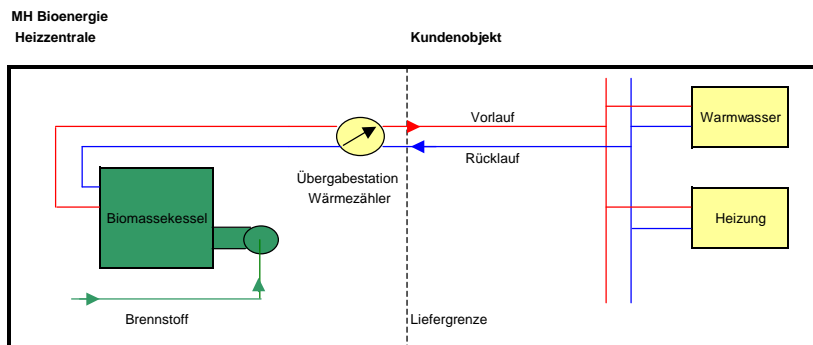 MH Bioenergie
Heizzentrale
Kundenobjekt
Vorlauf
Warmwasser
Rücklauf
Übergabestation
Wärmezähler
Biomassekessel
Heizung
Brennstoff
Liefergrenze